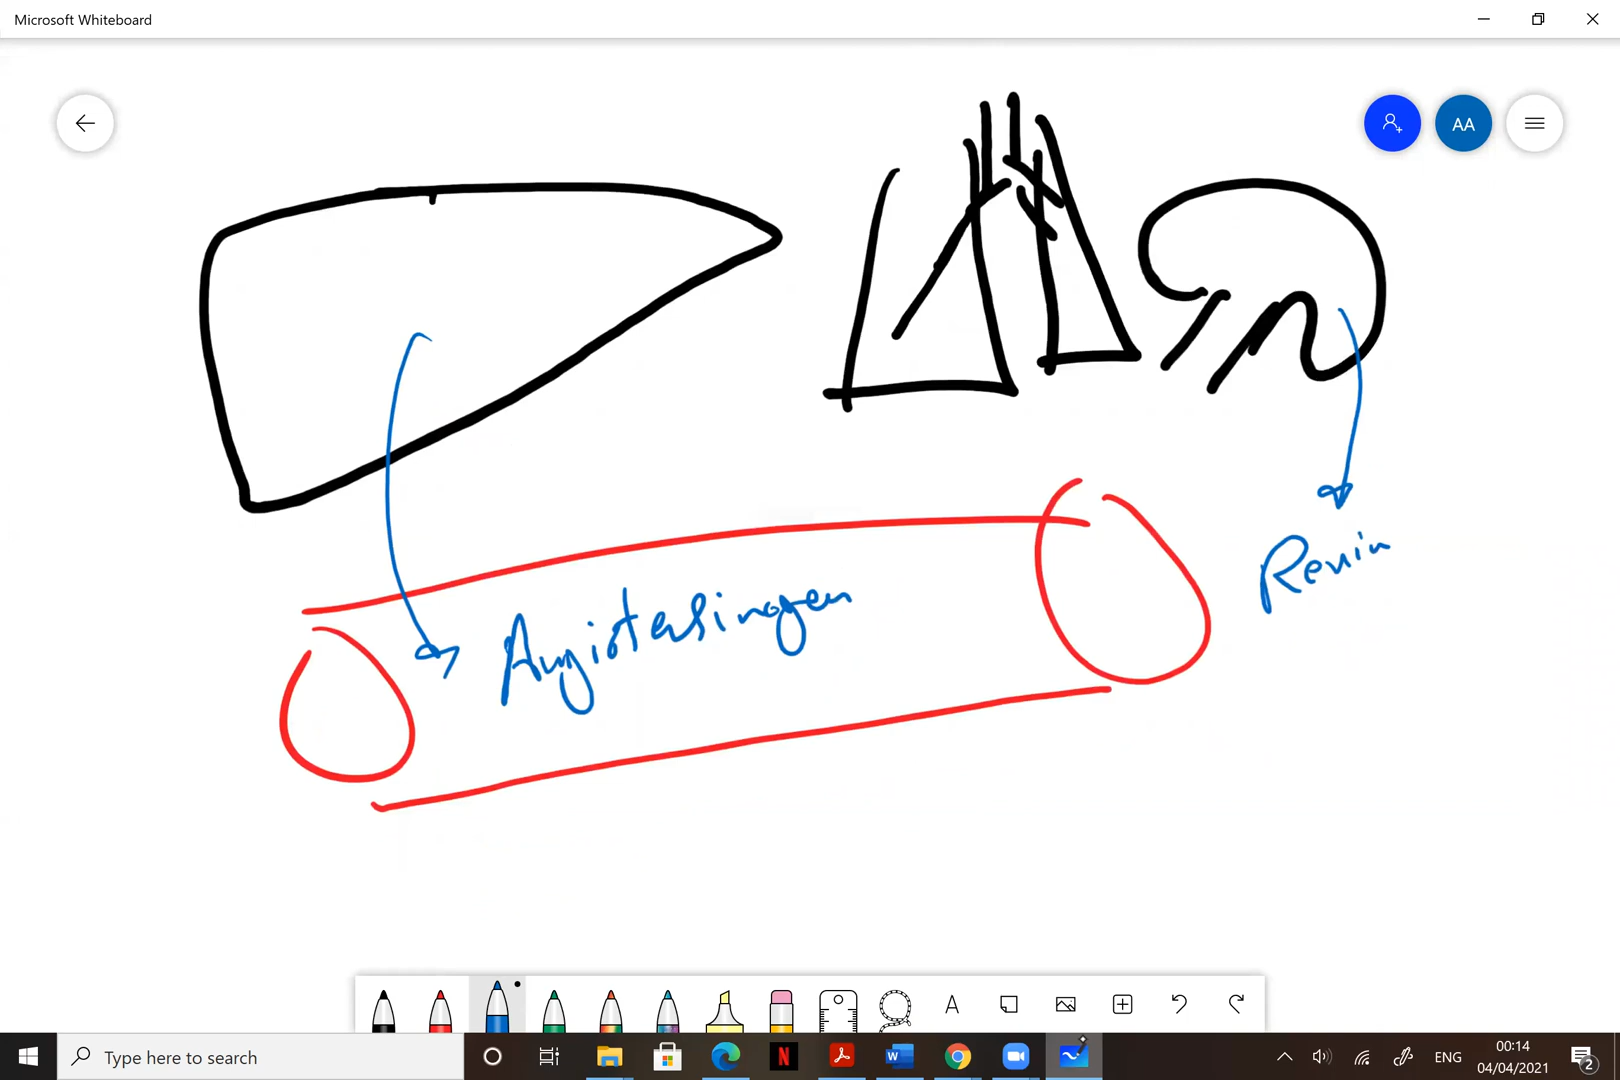 Microsoft Whiteboard
AA
Angiotensinogen
Renin
A
Type here to search
N
W
ENG
00:14
04/04/2021
2